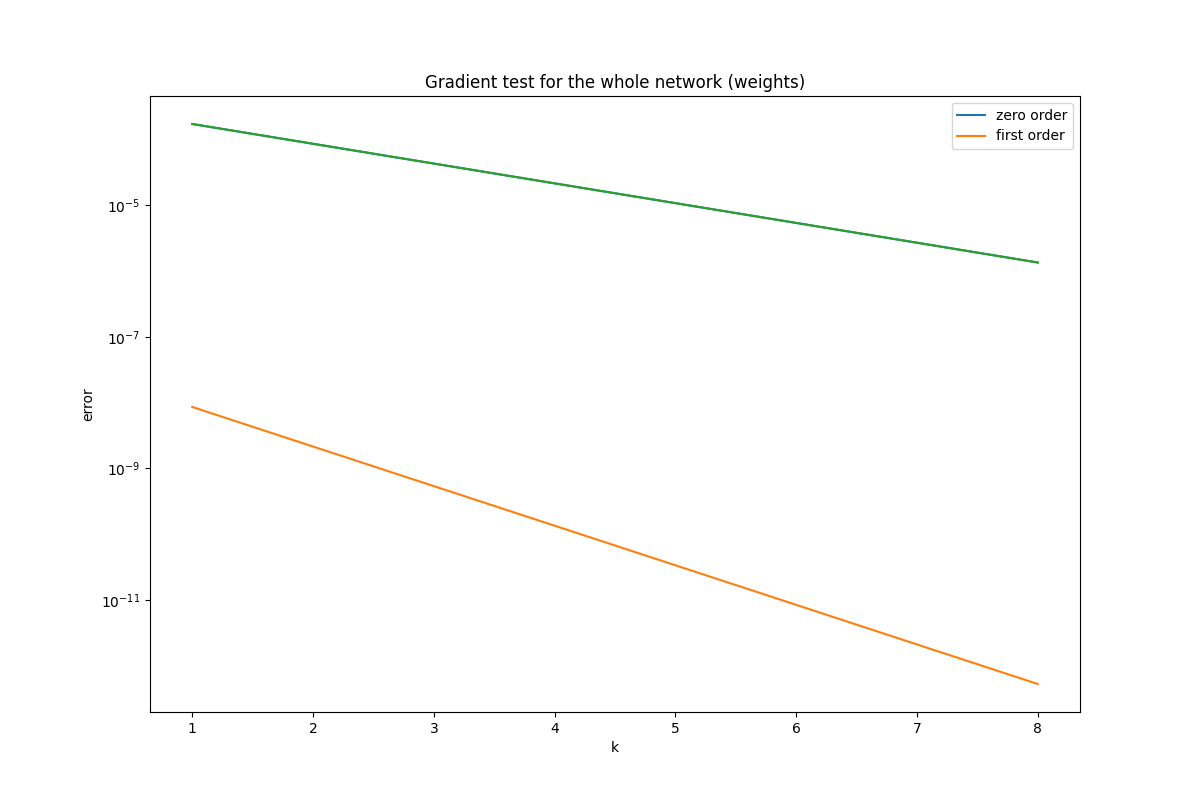 Gradient test for the whole network (weights)
zero order
first order
10⁻⁵
10⁻⁷
10⁻⁹
10⁻¹¹
error
1 2 3 4 5 6 7 8
k